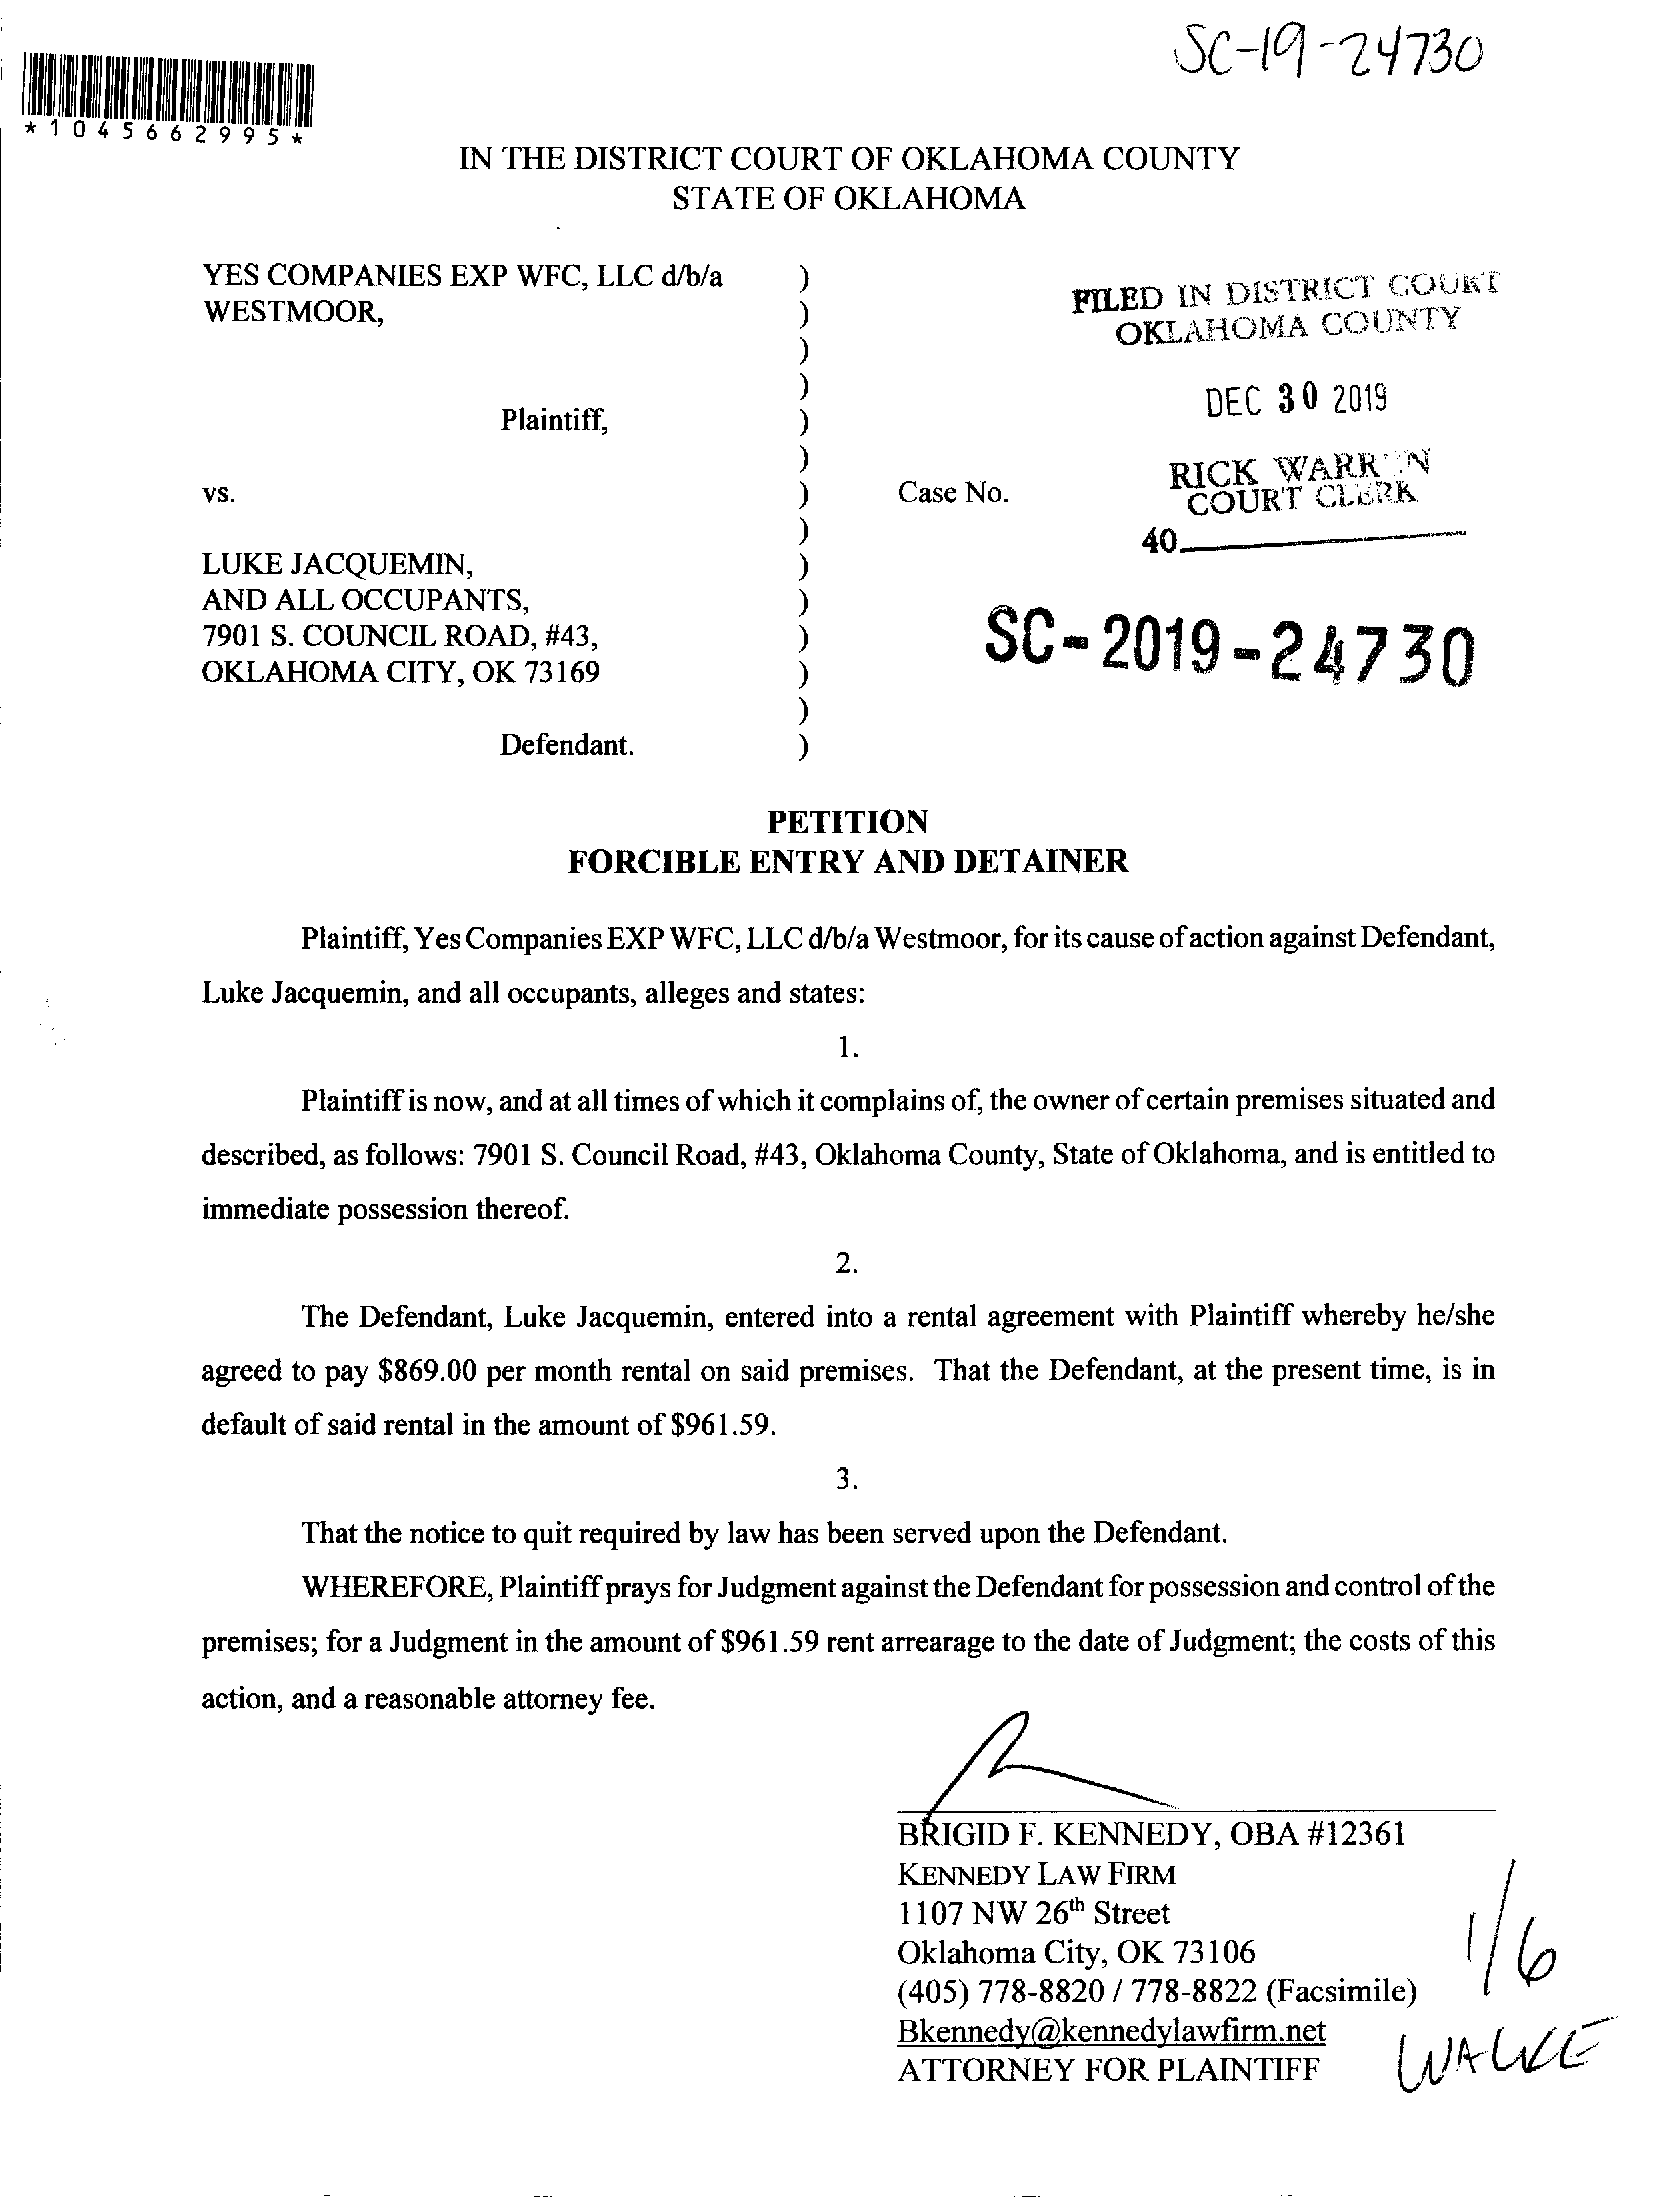 SC-19-24730
*1045662995*
IN THE DISTRICT COURT OF OKLAHOMA COUNTY
STATE OF OKLAHOMA
YES COMPANIES EXP WFC, LLC d/b/a )
WESTMOOR, )
)
)
Plaintiff, )
)
vs. )
)
LUKE JACQUEMIN, )
AND ALL OCCUPANTS, )
7901 S. COUNCIL ROAD, #43, )
OKLAHOMA CITY, OK 73169 )
)
Defendant. )
FILED IN DISTRICT COURT
OKLAHOMA COUNTY
DEC 30 2019
RICK WARREN
COURT CLERK
40
Case No.
SC-2019-24730
PETITION
FORCIBLE ENTRY AND DETAINER
Plaintiff, Yes Companies EXP WFC, LLC d/b/a Westmoor, for its cause of action against Defendant,
Luke Jacquemin, and all occupants, alleges and states:
1.
Plaintiff is now, and at all times of which it complains of, the owner of certain premises situated and
described, as follows: 7901 S. Council Road, #43, Oklahoma County, State of Oklahoma, and is entitled to
immediate possession thereof.
2.
The Defendant, Luke Jacquemin, entered into a rental agreement with Plaintiff whereby he/she
agreed to pay $869.00 per month rental on said premises. That the Defendant, at the present time, is in
default of said rental in the amount of $961.59.
3.
That the notice to quit required by law has been served upon the Defendant.
WHEREFORE, Plaintiff prays for Judgment against the Defendant for possession and control of the
premises; for a Judgment in the amount of $961.59 rent arrearage to the date of Judgment; the costs of this
action, and a reasonable attorney fee.
BRIGID F. KENNEDY, OBA #12361
KENNEDY LAW FIRM
1107 NW 26th Street
Oklahoma City, OK 73106
(405) 778-8820 / 778-8822 (Facsimile)
Bkennedy@kennedylawfirm.net
ATTORNEY FOR PLAINTIFF
1/6